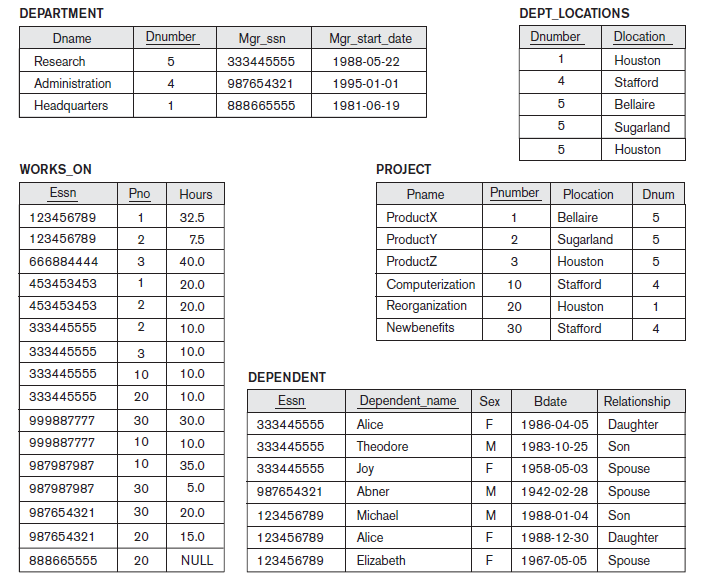 DEPARTMENT
Dname Dnumber Mgr_ssn Mgr_start_date
Research 5 333445555 1988-05-22
Administration 4 987654321 1995-01-01
Headquarters 1 888665555 1981-06-19
DEPT_LOCATIONS
Dnumber Dlocation
1 Houston
4 Stafford
5 Bellaire
5 Sugarland
5 Houston
WORKS_ON
Essn Pno Hours
123456789 1 32.5
123456789 2 7.5
666884444 3 40.0
453453453 1 20.0
453453453 2 20.0
333445555 2 10.0
333445555 3 10.0
333445555 10 10.0
333445555 20 10.0
999887777 30 30.0
999887777 10 10.0
987987987 10 35.0
987987987 30 5.0
987654321 30 20.0
987654321 20 15.0
888665555 20 NULL
PROJECT
Pname Pnumber Plocation Dnum
ProductX 1 Bellaire 5
ProductY 2 Sugarland 5
ProductZ 3 Houston 5
Computerization 10 Stafford 4
Reorganization 20 Houston 1
Newbenefits 30 Stafford 4
DEPENDENT
Essn Dependent_name Sex Bdate Relationship
333445555 Alice F 1986-04-05 Daughter
333445555 Theodore M 1983-10-25 Son
333445555 Joy F 1958-05-03 Spouse
987654321 Abner M 1942-02-28 Spouse
123456789 Michael M 1988-01-04 Son
123456789 Alice F 1988-12-30 Daughter
123456789 Elizabeth F 1967-05-05 Spouse